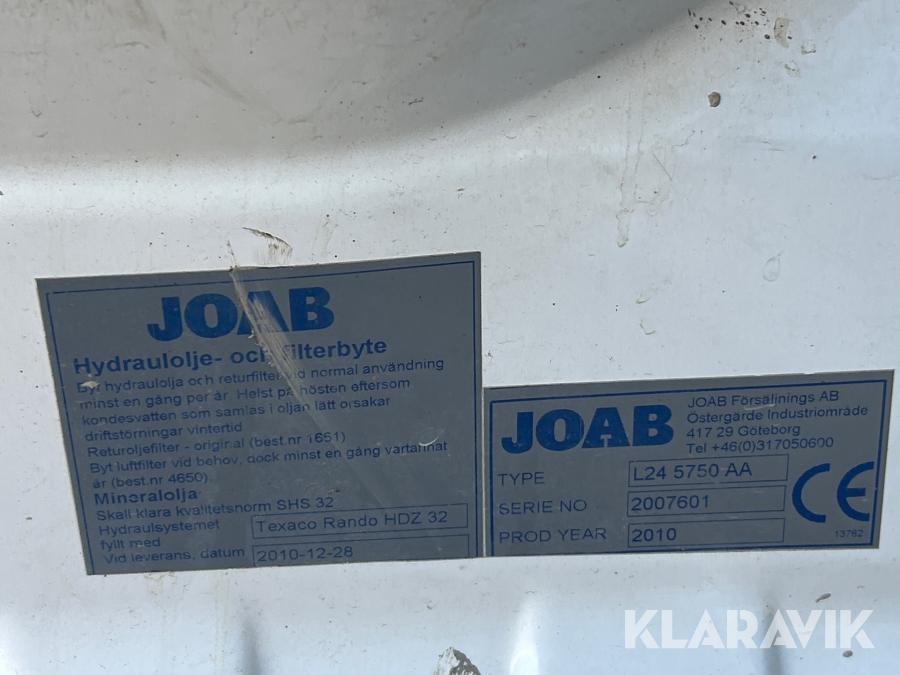 JOAB
Hydraulolje- och filterbyte
Byt hydraulolja och returfilter vid normal användning
minst en gång per år. Helst på hösten eftersom
kondesvatten som samlas i oljan lätt orsakar
driftstörningar vintertid
Returoljefilter - original (best.nr 1651)
Byt luftfilter vid behov, dock minst en gång vartannat
år (best.nr 4650)
Mineralolja
Skall klara kvalitetsnorm SHS 32
Hydraulsystemet
fyllt med
Texaco Rando HDZ 32
Vid leverans, datum
2010-12-28
JOAB
JOAB Försäljnings AB
Östergärde Industriområde
417 29 Göteborg
Tel +46(0)317050600
TYPE L24 5750 AA
SERIE NO 2007601
PROD YEAR 2010
CE
13762
KLARAVIK